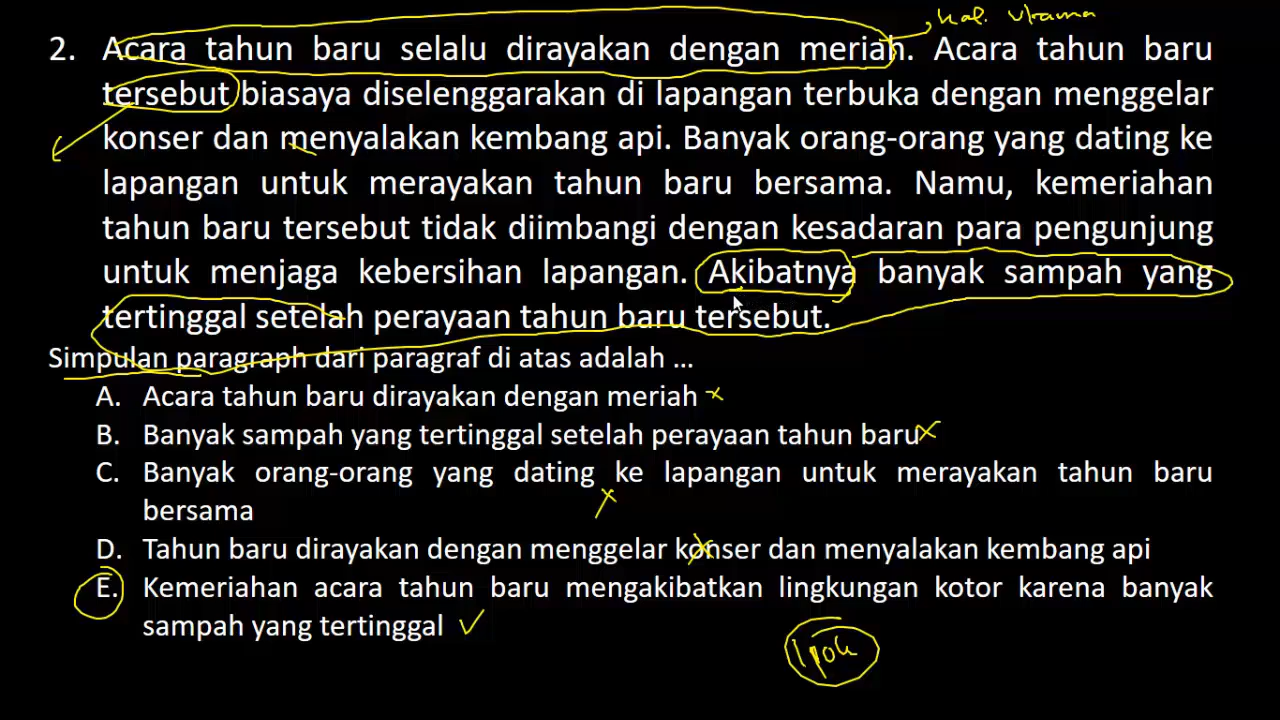 kal. utama
2. Acara tahun baru selalu dirayakan dengan meriah. Acara tahun baru
tersebut biasaya diselenggarakan di lapangan terbuka dengan menggelar
konser dan menyalakan kembang api. Banyak orang-orang yang dating ke
lapangan untuk merayakan tahun baru bersama. Namu, kemeriahan
tahun baru tersebut tidak diimbangi dengan kesadaran para pengunjung
untuk menjaga kebersihan lapangan. Akibatnya banyak sampah yang
tertinggal setelah perayaan tahun baru tersebut.
Simpulan paragraph dari paragraf di atas adalah ...
A. Acara tahun baru dirayakan dengan meriah
B. Banyak sampah yang tertinggal setelah perayaan tahun baru
C. Banyak orang-orang yang dating ke lapangan untuk merayakan tahun baru
bersama
D. Tahun baru dirayakan dengan menggelar konser dan menyalakan kembang api
E. Kemeriahan acara tahun baru mengakibatkan lingkungan kotor karena banyak
sampah yang tertinggal